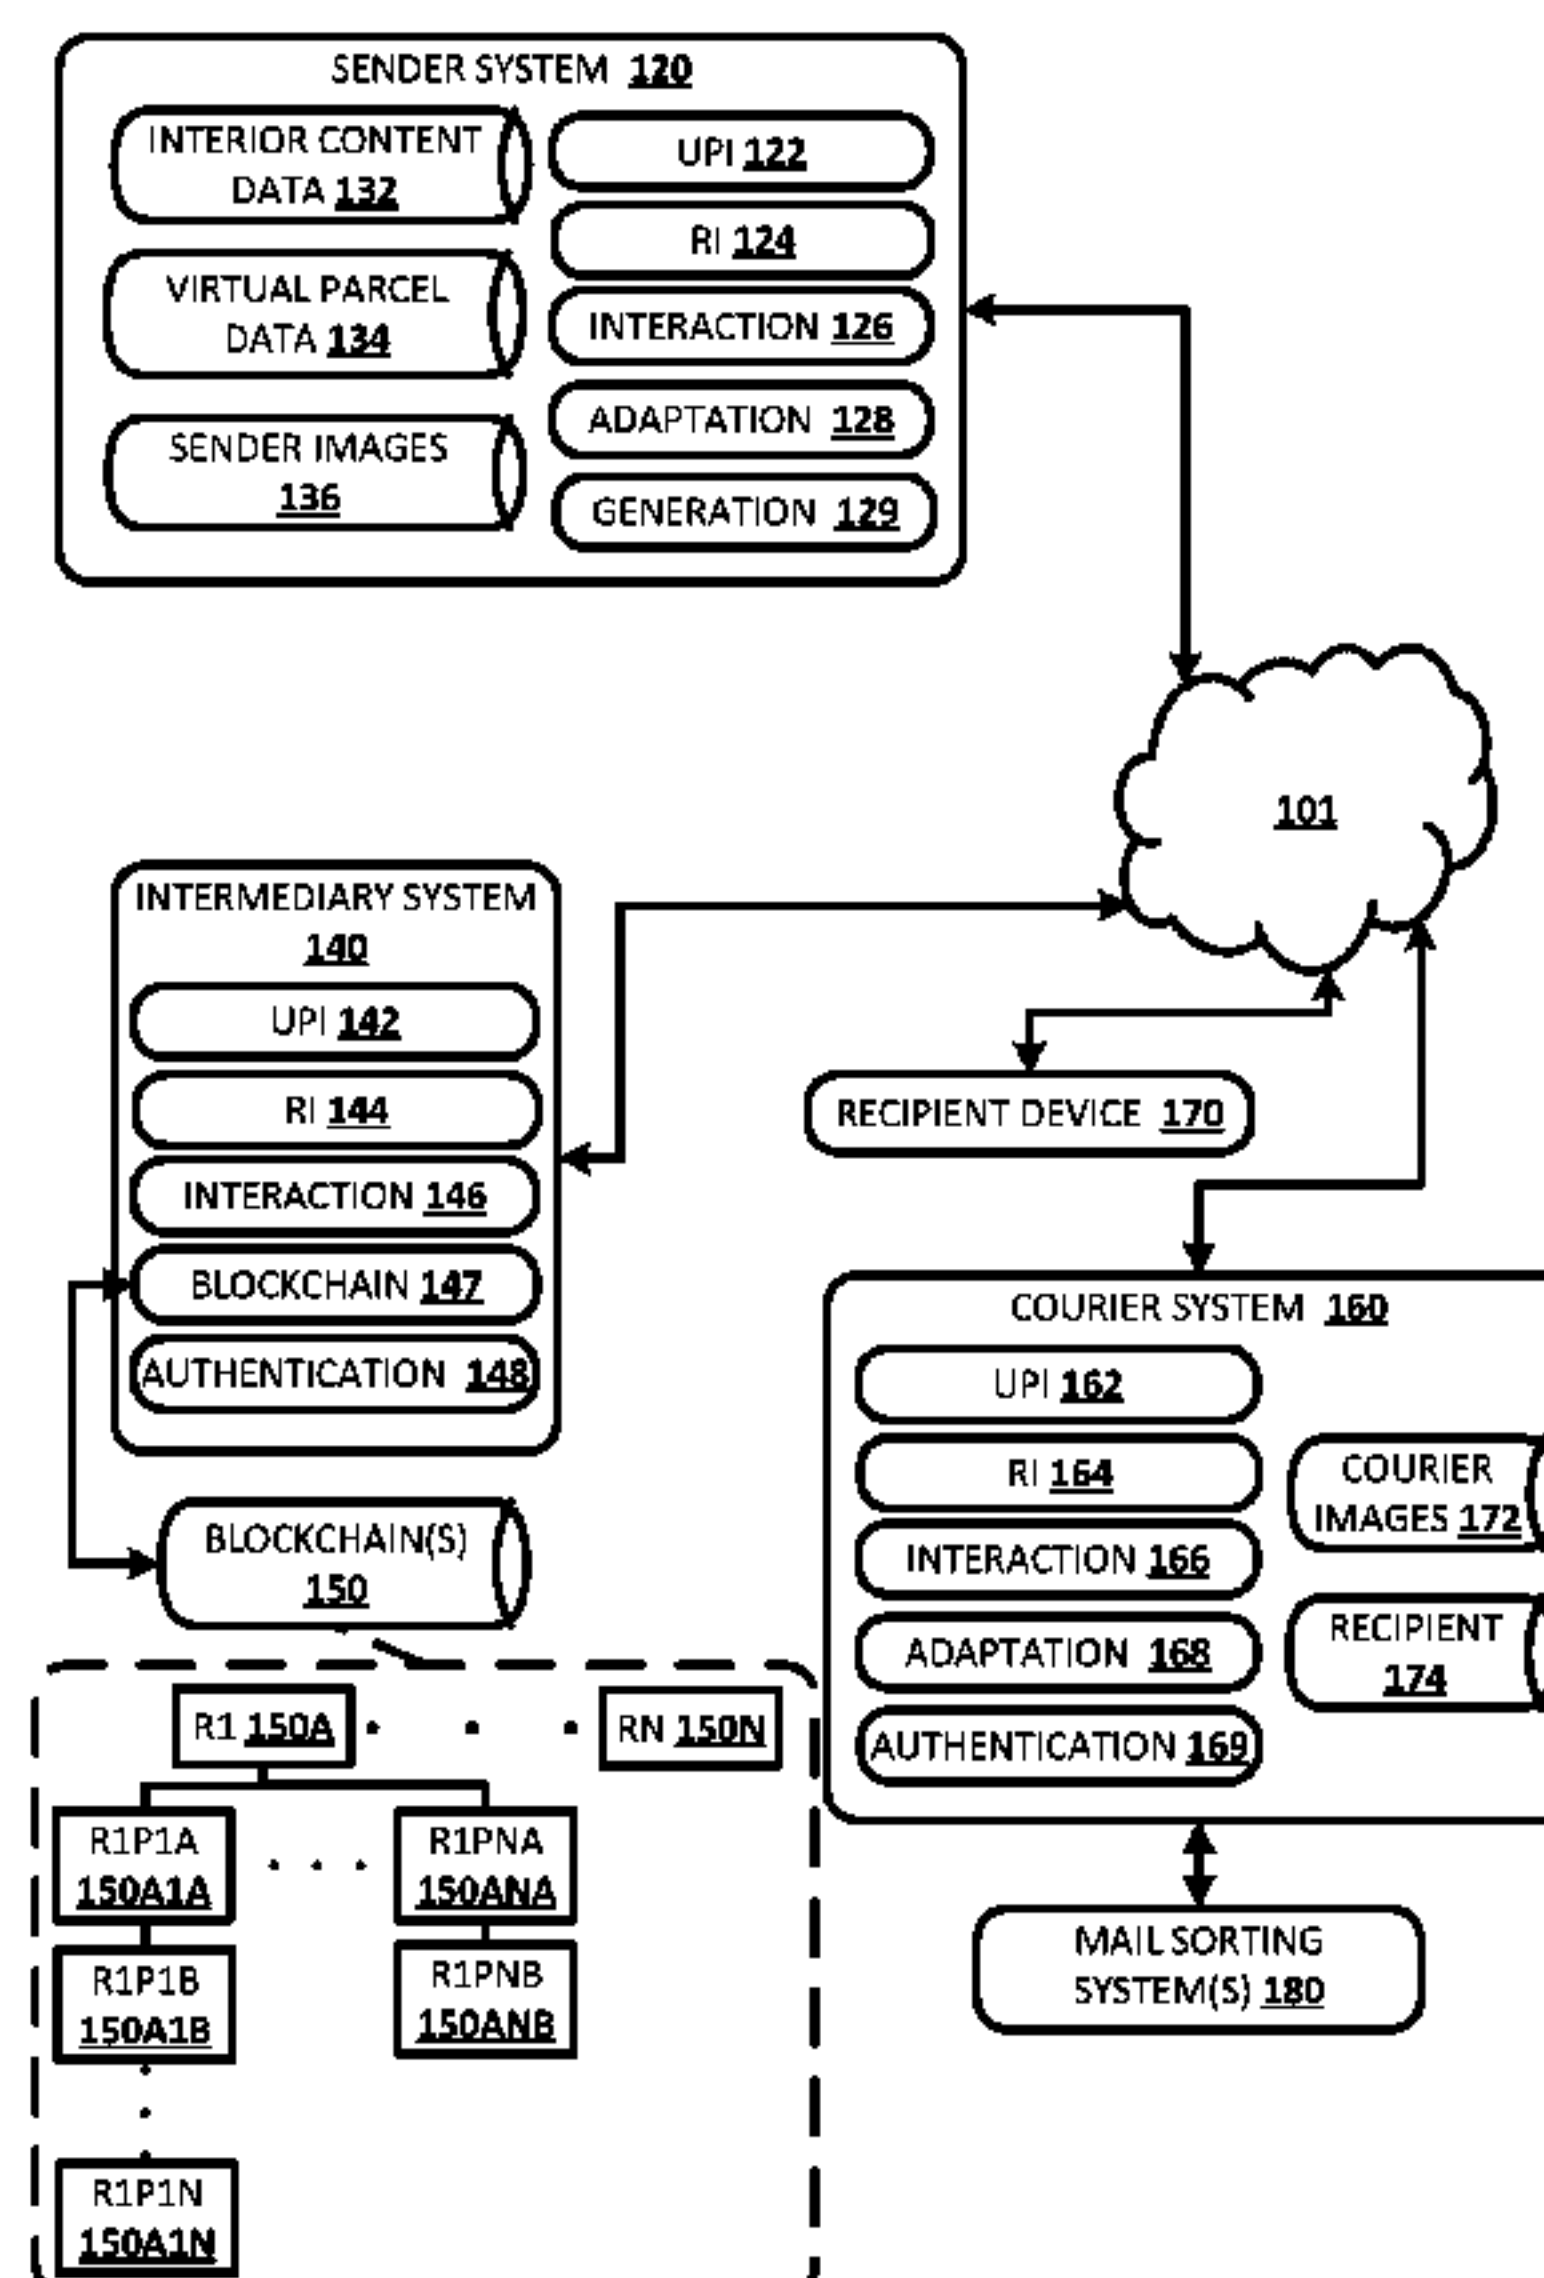 SENDER SYSTEM 120
INTERIOR CONTENT
DATA 132
VIRTUAL PARCEL
DATA 134
SENDER IMAGES
136
UPI 122
RI 124
INTERACTION 126
ADAPTATION 128
GENERATION 129
101
INTERMEDIARY SYSTEM
140
UPI 142
RI 144
INTERACTION 146
BLOCKCHAIN 147
AUTHENTICATION 148
RECIPIENT DEVICE 170
COURIER SYSTEM 160
UPI 162
RI 164
INTERACTION 166
ADAPTATION 168
AUTHENTICATION 169
COURIER
IMAGES 172
RECIPIENT
174
BLOCKCHAIN(S)
150
R1 150A
RN 150N
R1P1A
150A1A
R1PNA
150ANA
R1P1B
150A1B
R1PNB
150ANB
R1P1N
150A1N
MAIL SORTING
SYSTEM(S) 180